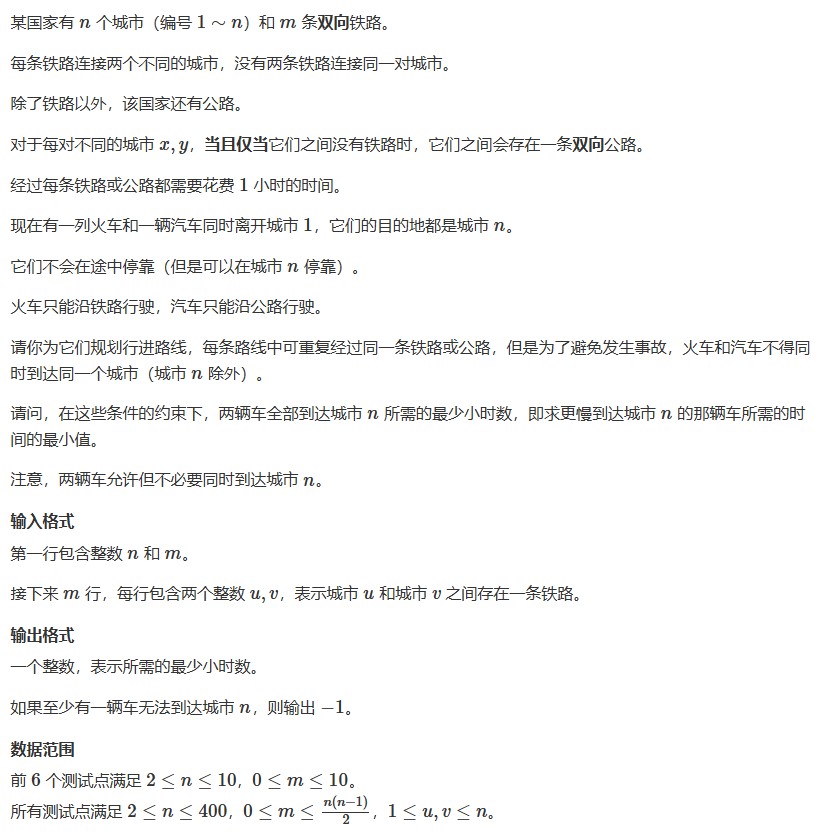 某国家有 n 个城市（编号 1 ∼ n）和 m 条双向铁路。
每条铁路连接两个不同的城市，没有两条铁路连接同一对城市。
除了铁路以外，该国家还有公路。
对于每对不同的城市 x, y，当且仅当它们之间没有铁路时，它们之间会存在一条双向公路。
经过每条铁路或公路都需要花费 1 小时的时间。
现在有一列火车和一辆汽车同时离开城市 1，它们的目的地都是城市 n。
它们不会在途中停靠（但是可以在城市 n 停靠）。
火车只能沿铁路行驶，汽车只能沿公路行驶。
请你为它们规划行进路线，每条路线中可重复经过同一条铁路或公路，但是为了避免发生事故，火车和汽车不得同
时到达同一个城市（城市 n 除外）。
请问，在这些条件的约束下，两辆车全部到达城市 n 所需的最少小时数，即求更慢到达城市 n 的那辆车所需的时
间的最小值。
注意，两辆车允许但不必要同时到达城市 n。
输入格式
第一行包含整数 n 和 m。
接下来 m 行，每行包含两个整数 u, v，表示城市 u 和城市 v 之间存在一条铁路。
输出格式
一个整数，表示所需的最少小时数。
如果至少有一辆车无法到达城市 n，则输出 −1。
数据范围
前 6 个测试点满足 2 ≤ n ≤ 10，0 ≤ m ≤ 10。
所有测试点满足 2 ≤ n ≤ 400，0 ≤ m ≤ n(n−1)/2，1 ≤ u, v ≤ n。